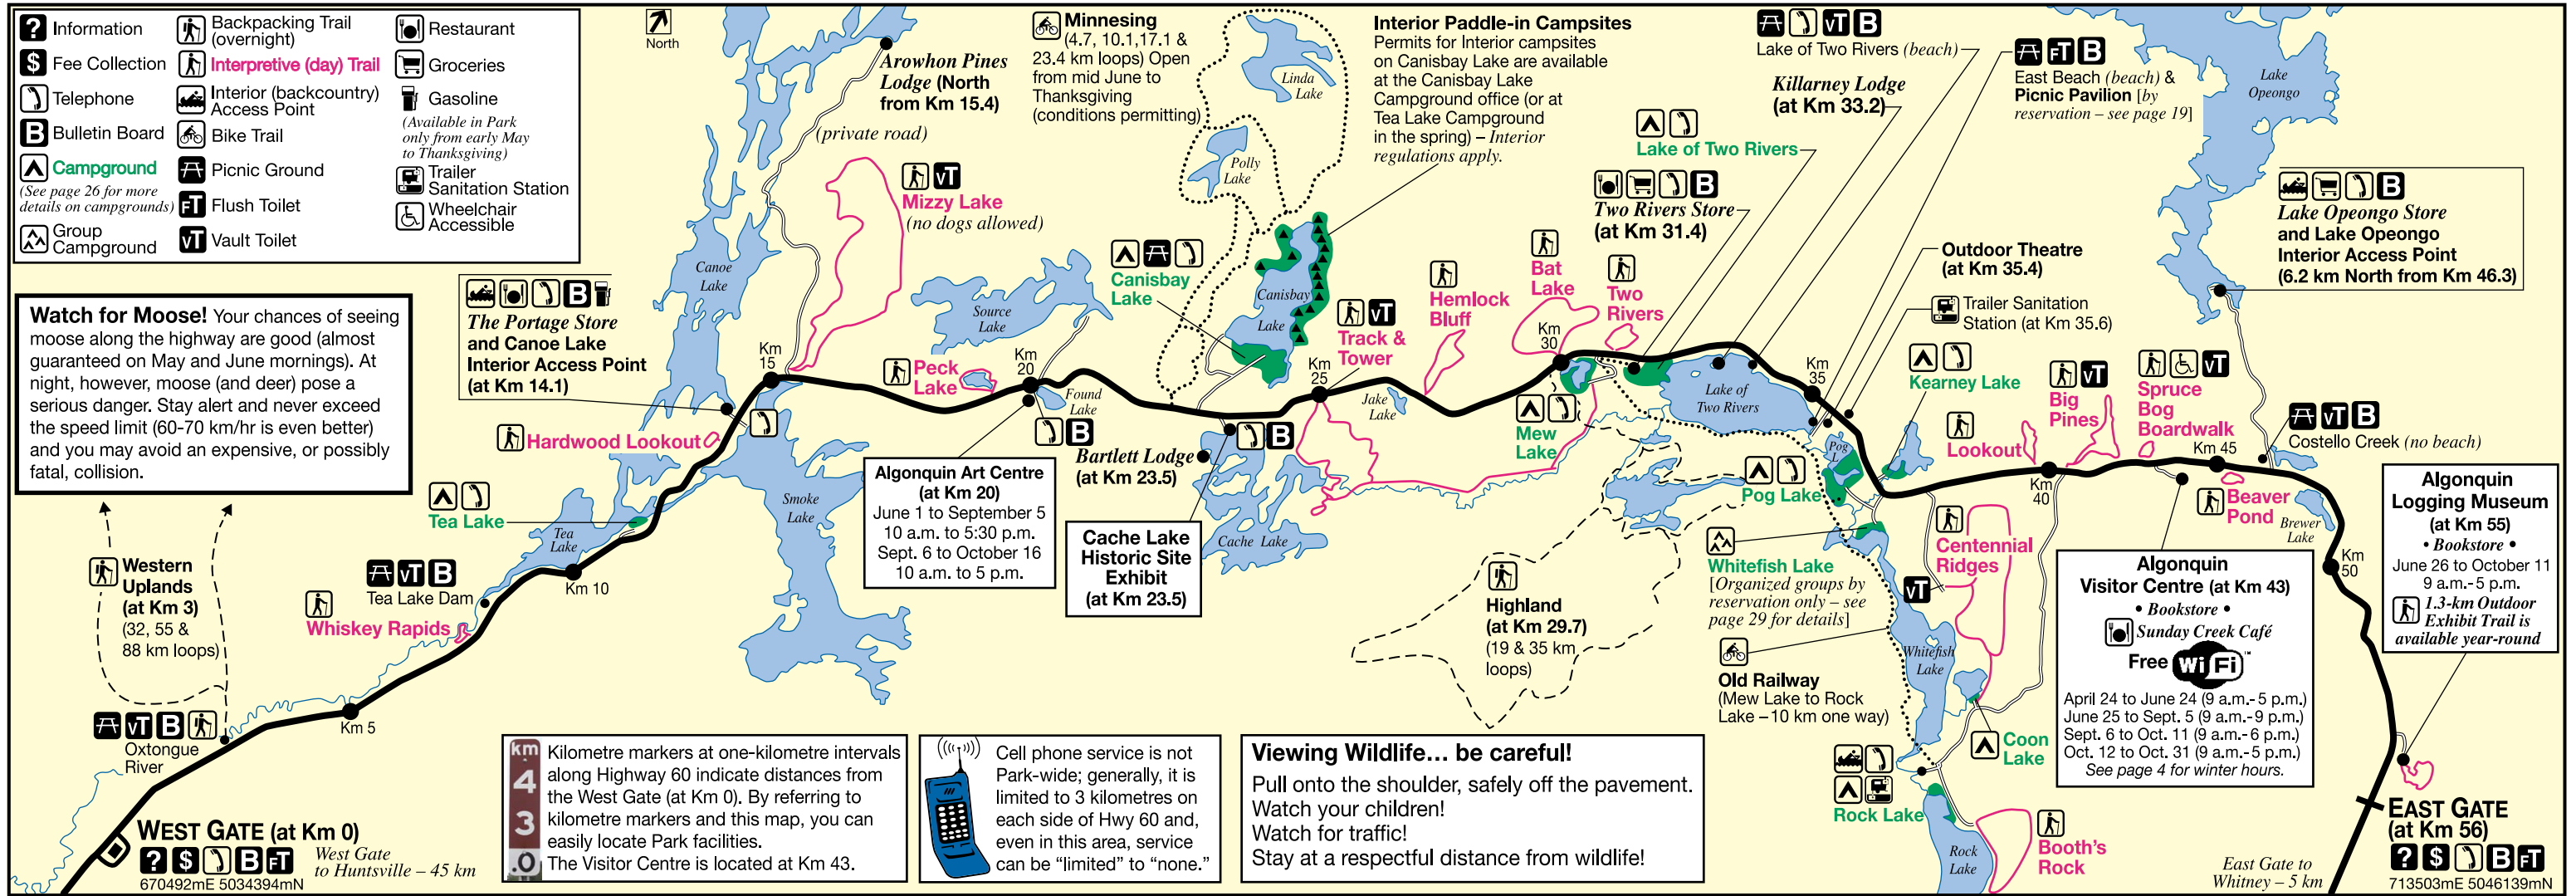 ? Information
$ Fee Collection
Telephone
B Bulletin Board
Campground
(See page 26 for more
details on campgrounds)
Group
Campground
Backpacking Trail
(overnight)
Interpretive (day) Trail
Interior (backcountry)
Access Point
Bike Trail
Picnic Ground
FT Flush Toilet
VT Vault Toilet
Restaurant
Groceries
Gasoline
(Available in Park
only from early May
to Thanksgiving)
Trailer
Sanitation Station
Wheelchair
Accessible
North
Watch for Moose! Your chances of seeing
moose along the highway are good (almost
guaranteed on May and June mornings). At
night, however, moose (and deer) pose a
serious danger. Stay alert and never exceed
the speed limit (60-70 km/hr is even better)
and you may avoid an expensive, or possibly
fatal, collision.
Western
Uplands
(at Km 3)
(32, 55 &
88 km loops)
VT B
Oxtongue
River
WEST GATE (at Km 0)
? $ B FT
670492mE 5034394mN
West Gate
to Huntsville – 45 km
Km 5
Whiskey Rapids
VT B
Tea Lake Dam
Km 10
Tea
Lake
Tea Lake
Hardwood Lookout
B
The Portage Store
and Canoe Lake
Interior Access Point
(at Km 14.1)
Km
15
Canoe
Lake
Smoke
Lake
Arowhon Pines
Lodge (North
from Km 15.4)
(private road)
VT
Mizzy Lake
(no dogs allowed)
Source
Lake
Peck
Lake
Km
20
Found
Lake
B
Algonquin Art Centre
(at Km 20)
June 1 to September 5
10 a.m. to 5:30 p.m.
Sept. 6 to October 16
10 a.m. to 5 p.m.
Minnesing
(4.7, 10.1,17.1 &
23.4 km loops) Open
from mid June to
Thanksgiving
(conditions permitting)
Linda
Lake
Polly
Lake
Canisbay
Lake
Canisbay
Lake
B
Bartlett Lodge
(at Km 23.5)
Cache Lake
Historic Site
Exhibit
(at Km 23.5)
Cache Lake
Interior Paddle-in Campsites
Permits for Interior campsites
on Canisbay Lake are available
at the Canisbay Lake
Campground office (or at
Tea Lake Campground
in the spring) – Interior
regulations apply.
Km
25
VT
Track &
Tower
Jake
Lake
Hemlock
Bluff
Bat
Lake
Km
30
Two
Rivers
Mew
Lake
Lake of Two Rivers
B
Two Rivers Store
(at Km 31.4)
VT B
Lake of Two Rivers (beach)
Killarney Lodge
(at Km 33.2)
Lake of
Two Rivers
FT B
East Beach (beach) &
Picnic Pavilion [by
reservation – see page 19]
Km
35
Outdoor Theatre
(at Km 35.4)
Trailer Sanitation
Station (at Km 35.6)
Kearney Lake
Pog
L
Pog Lake
Highland
(at Km 29.7)
(19 & 35 km
loops)
Whitefish Lake
[Organized groups by
reservation only – see
page 29 for details]
Old Railway
(Mew Lake to Rock
Lake – 10 km one way)
Whitefish
Lake
VT
Centennial
Ridges
Rock Lake
Rock
Lake
Coon
Lake
Booth's
Rock
Lookout
Km
40
VT
Big
Pines
VT
Spruce
Bog
Boardwalk
Km 45
Beaver
Pond
Lake
Opeongo
B
Lake Opeongo Store
and Lake Opeongo
Interior Access Point
(6.2 km North from Km 46.3)
VT B
Costello Creek (no beach)
Brewer
Lake
Km
50
Algonquin
Visitor Centre (at Km 43)
• Bookstore •
Sunday Creek Café
Free WiFi™
April 24 to June 24 (9 a.m.-5 p.m.)
June 25 to Sept. 5 (9 a.m.-9 p.m.)
Sept. 6 to Oct. 11 (9 a.m.-6 p.m.)
Oct. 12 to Oct. 31 (9 a.m.-5 p.m.)
See page 4 for winter hours.
Algonquin
Logging Museum
(at Km 55)
• Bookstore •
June 26 to October 11
9 a.m.-5 p.m.
1.3-km Outdoor
Exhibit Trail is
available year-round
EAST GATE
(at Km 56)
? $ B FT
713503mE 5046139mN
East Gate to
Whitney – 5 km
km
4
3
.0
Kilometre markers at one-kilometre intervals
along Highway 60 indicate distances from
the West Gate (at Km 0). By referring to
kilometre markers and this map, you can
easily locate Park facilities.
The Visitor Centre is located at Km 43.
Cell phone service is not
Park-wide; generally, it is
limited to 3 kilometres on
each side of Hwy 60 and,
even in this area, service
can be “limited” to “none.”
Viewing Wildlife... be careful!
Pull onto the shoulder, safely off the pavement.
Watch your children!
Watch for traffic!
Stay at a respectful distance from wildlife!